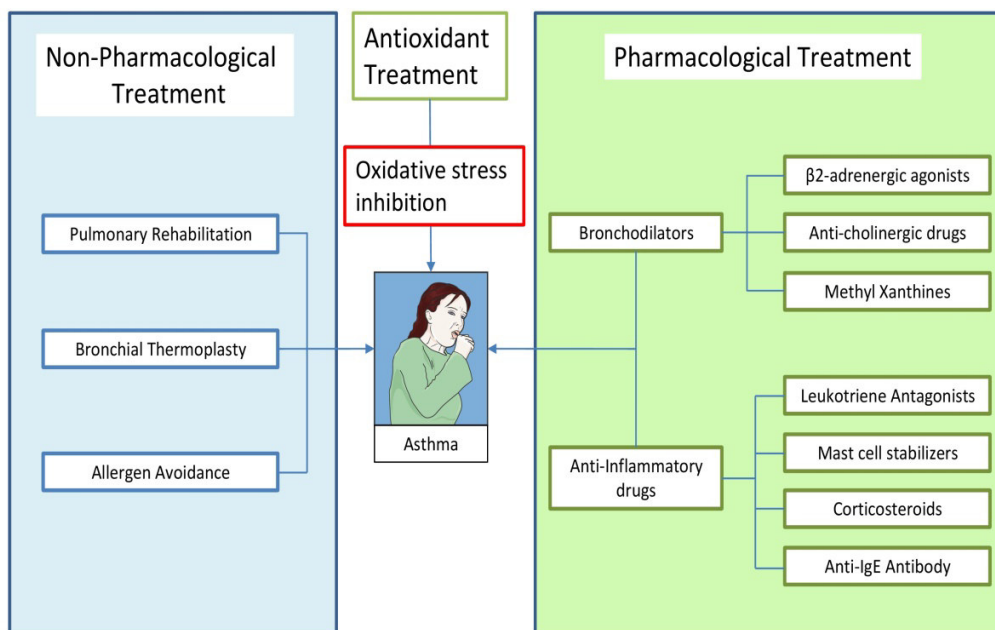 Non-Pharmacological
Treatment
Pulmonary Rehabilitation
Bronchial Thermoplasty
Allergen Avoidance
Antioxidant
Treatment
Oxidative stress
inhibition
Asthma
Pharmacological Treatment
Bronchodilators
β2-adrenergic agonists
Anti-cholinergic drugs
Methyl Xanthines
Anti-Inflammatory
drugs
Leukotriene Antagonists
Mast cell stabilizers
Corticosteroids
Anti-IgE Antibody